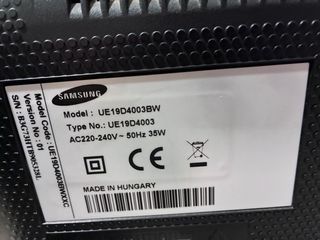 SAMSUNG
Model : UE19D4003BW
Type No.: UE19D4003
AC220-240V~ 50Hz 35W
MADE IN HUNGARY
Model Code : UE19D4003BWXXC
Version No : 01
S/N :